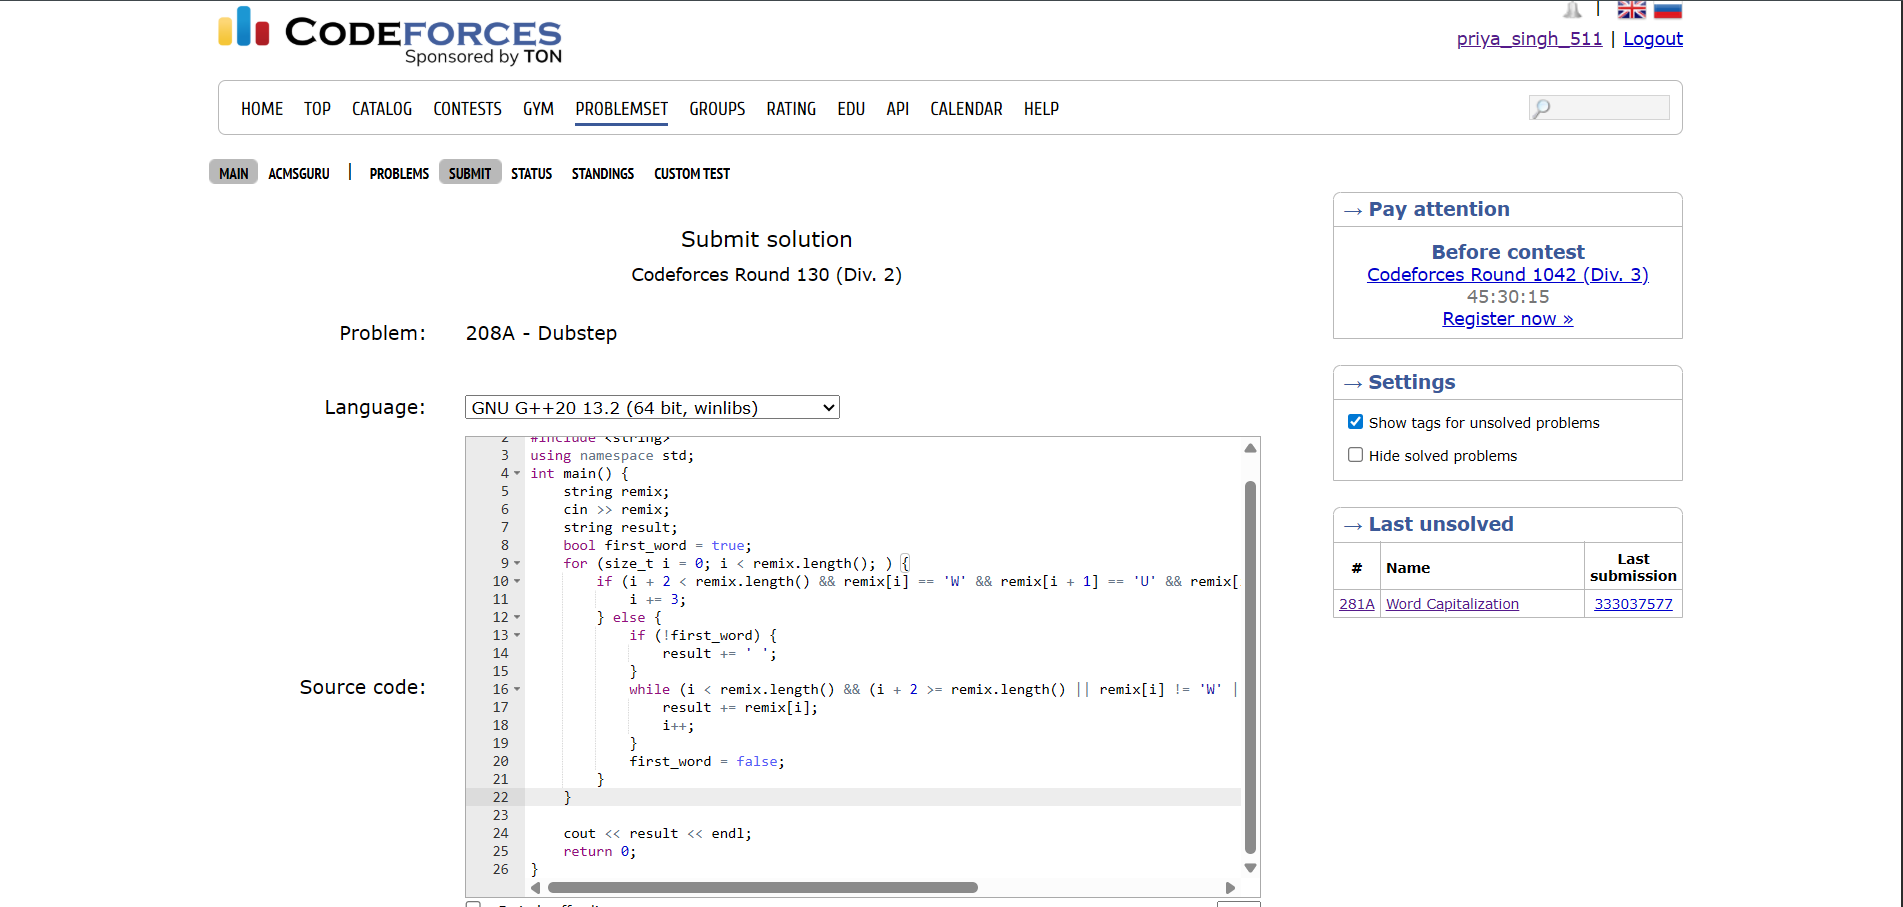 CODEFORCES
Sponsored by TON
|
priya_singh_511 | Logout
HOME TOP CATALOG CONTESTS GYM PROBLEMSET GROUPS RATING EDU API CALENDAR HELP
MAIN ACMSGURU | PROBLEMS SUBMIT STATUS STANDINGS CUSTOM TEST
Submit solution
Codeforces Round 130 (Div. 2)
Problem: 208A - Dubstep
Language: GNU G++20 13.2 (64 bit, winlibs)
Source code:
2 #include <string>
3 using namespace std;
4 int main() {
5 string remix;
6 cin >> remix;
7 string result;
8 bool first_word = true;
9 for (size_t i = 0; i < remix.length(); ) {
10 if (i + 2 < remix.length() && remix[i] == 'W' && remix[i + 1] == 'U' && remix[
11 i += 3;
12 } else {
13 if (!first_word) {
14 result += ' ';
15 }
16 while (i < remix.length() && (i + 2 >= remix.length() || remix[i] != 'W' |
17 result += remix[i];
18 i++;
19 }
20 first_word = false;
21 }
22 }
23
24 cout << result << endl;
25 return 0;
26 }
→ Pay attention
Before contest
Codeforces Round 1042 (Div. 3)
45:30:15
Register now »
→ Settings
Show tags for unsolved problems
Hide solved problems
→ Last unsolved
# Name Last submission
281A Word Capitalization 333037577